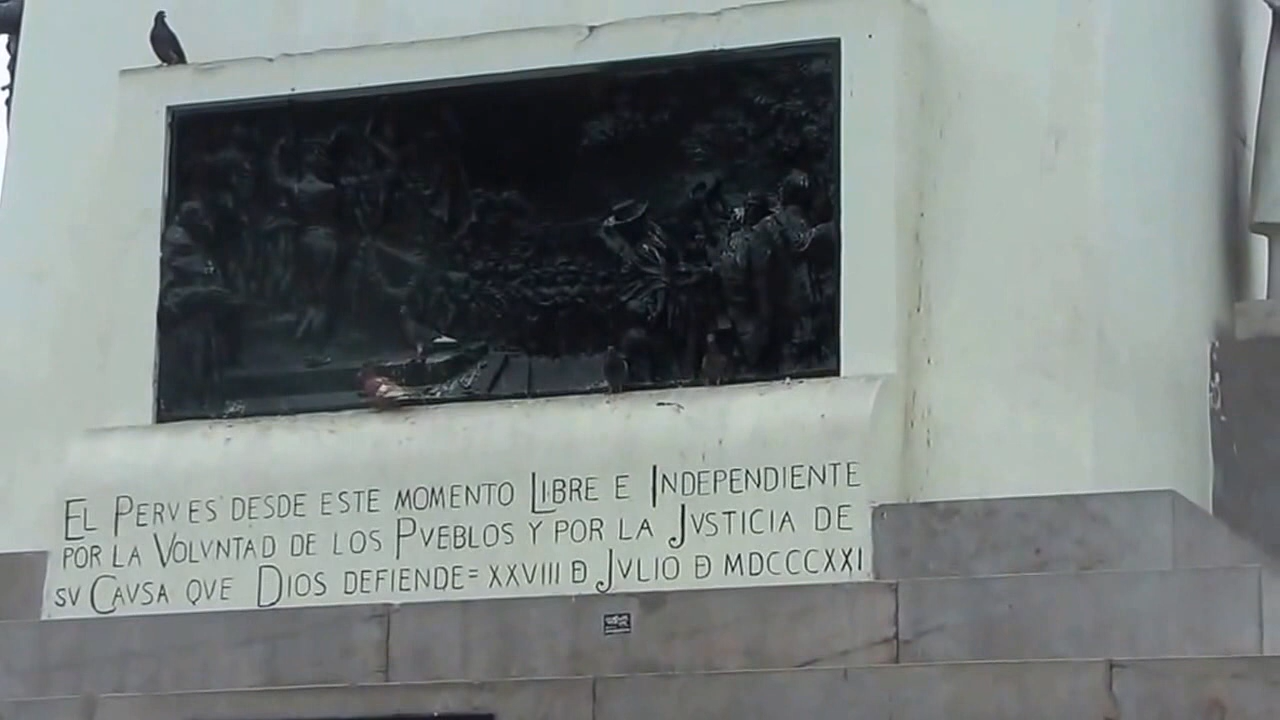 EL PERV ES DESDE ESTE MOMENTO LIBRE E INDEPENDIENTE
POR LA VOLVNTAD DE LOS PVEBLOS Y POR LA JVSTICIA DE
SV CAVSA QVE DIOS DEFIENDE= XXVIII Ð JVLIO Ð MDCCCXXI